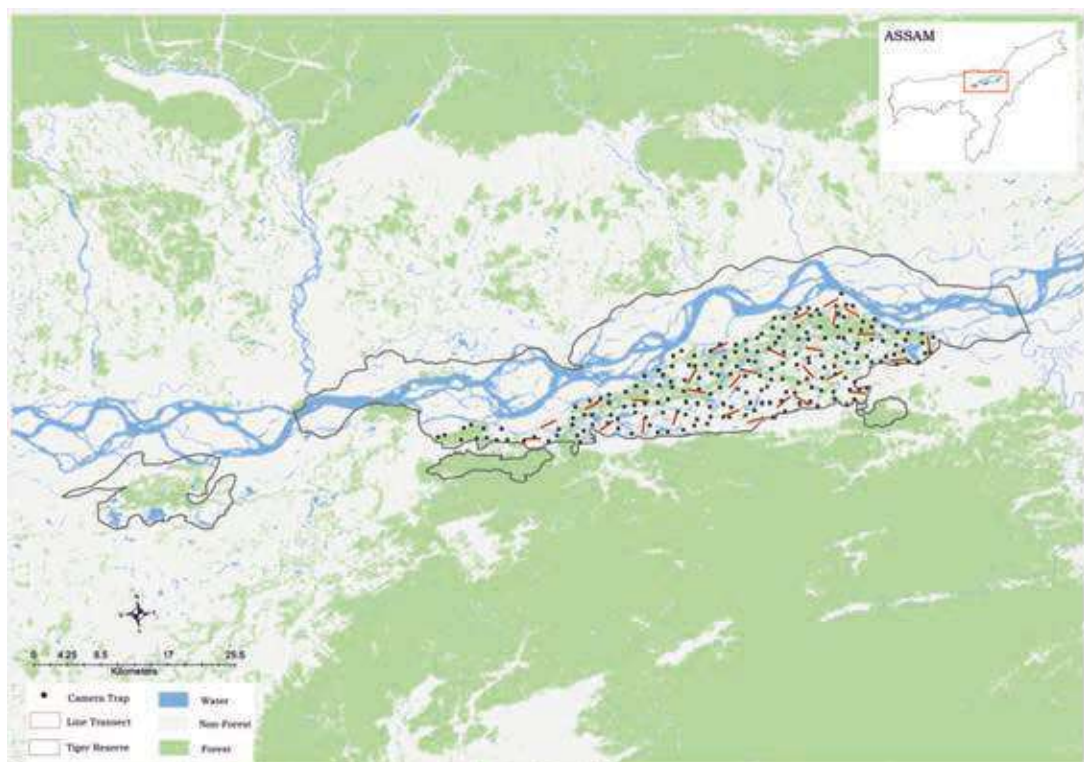 ASSAM
N
0 4.25 8.5 17 25.5
Kilometers
Camera Trap
Water
Line Transect
Non-Forest
Tiger Reserve
Forest